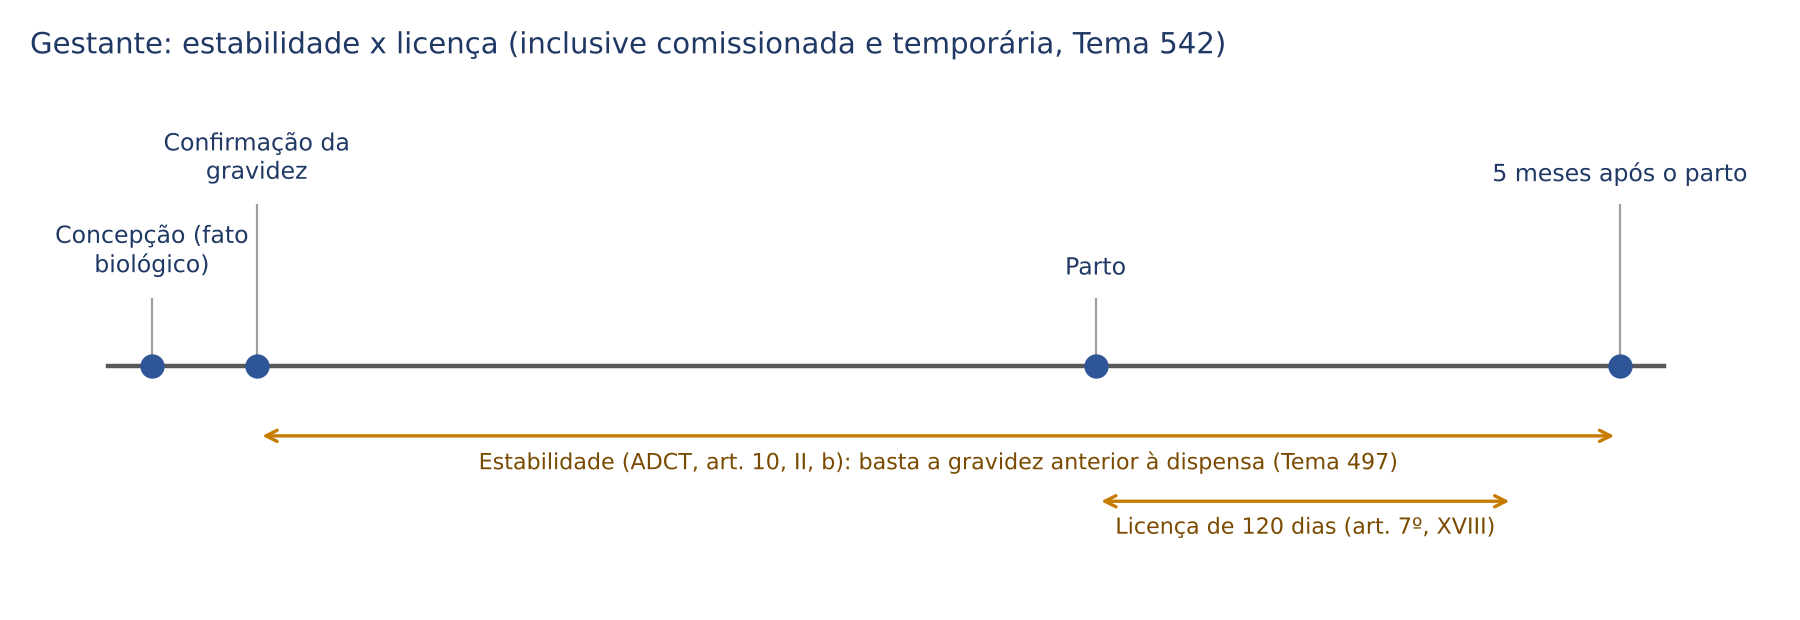 Gestante: estabilidade x licença (inclusive comissionada e temporária, Tema 542)
Confirmação da
gravidez
5 meses após o parto
Concepção (fato
biológico)
Parto
Estabilidade (ADCT, art. 10, II, b): basta a gravidez anterior à dispensa (Tema 497)
Licença de 120 dias (art. 7º, XVIII)